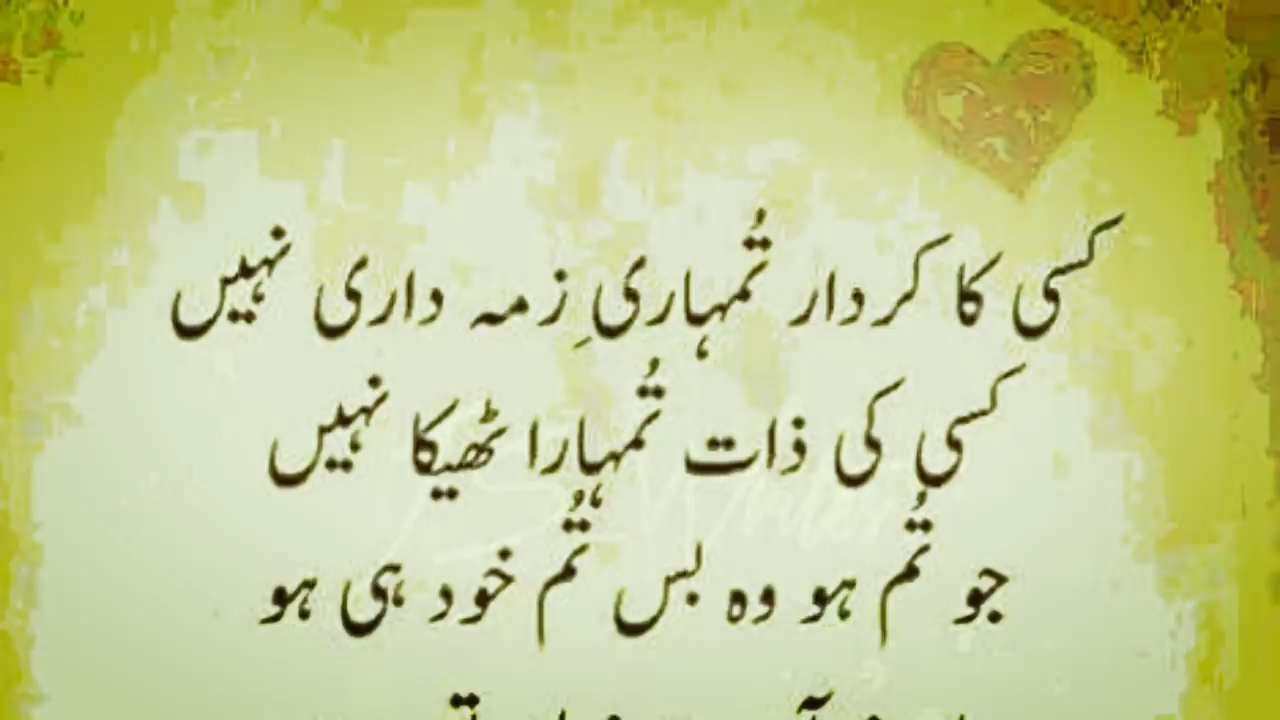 کسی کا کردار تُمہاری زِمہ داری نہیں
کسی کی ذات تُمہارا ٹھیکا نہیں
جو تُم ہو وہ بس تُم خود ہی ہو